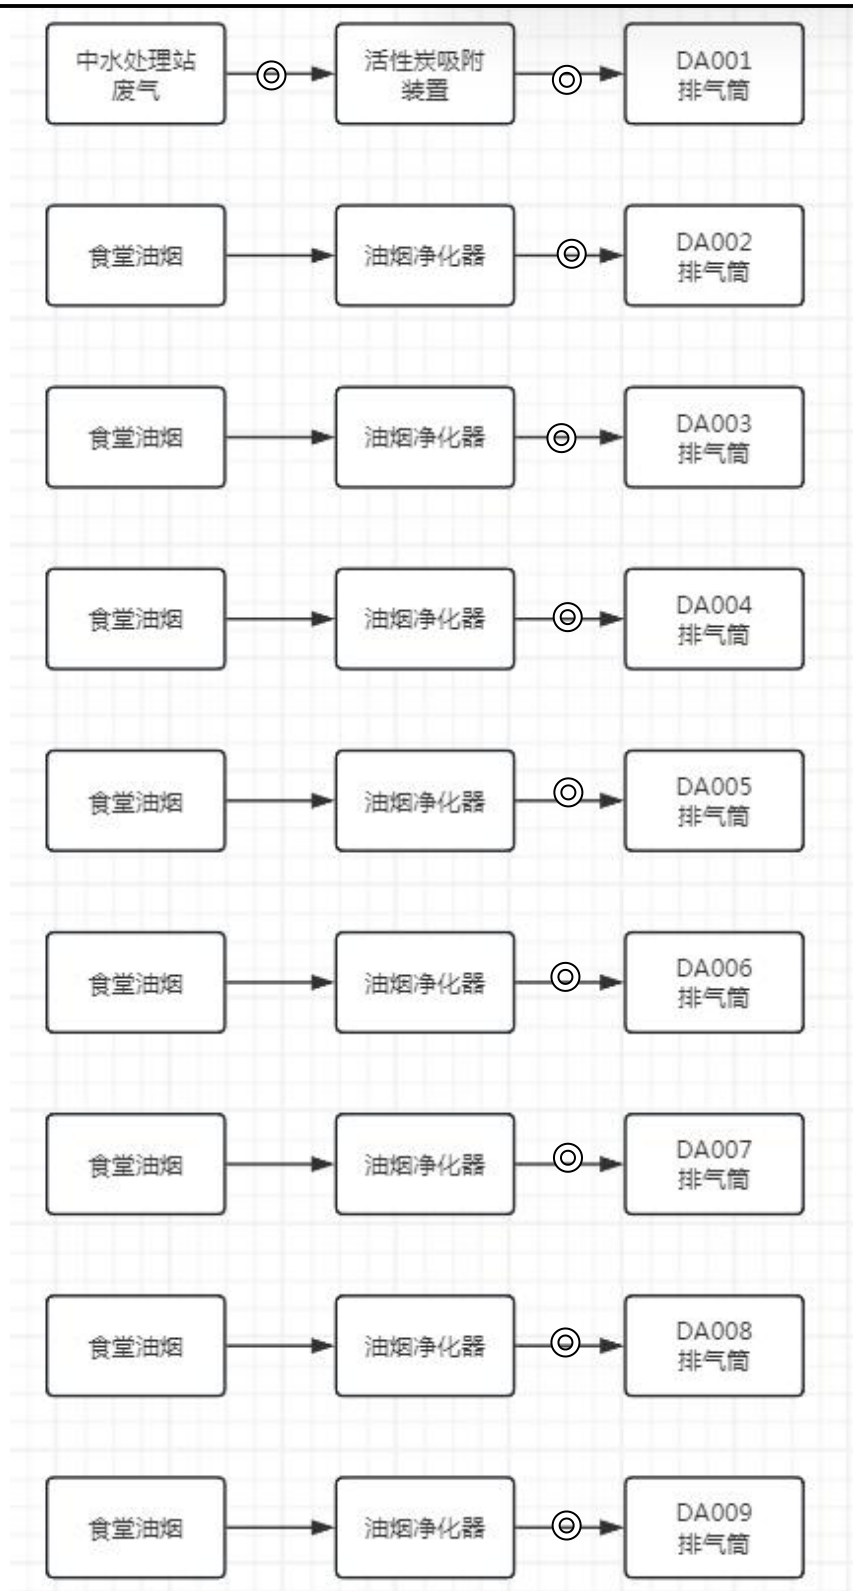 中水处理站
废气
活性炭吸附
装置
DA001
排气筒
食堂油烟
油烟净化器
DA002
排气筒
食堂油烟
油烟净化器
DA003
排气筒
食堂油烟
油烟净化器
DA004
排气筒
食堂油烟
油烟净化器
DA005
排气筒
食堂油烟
油烟净化器
DA006
排气筒
食堂油烟
油烟净化器
DA007
排气筒
食堂油烟
油烟净化器
DA008
排气筒
食堂油烟
油烟净化器
DA009
排气筒